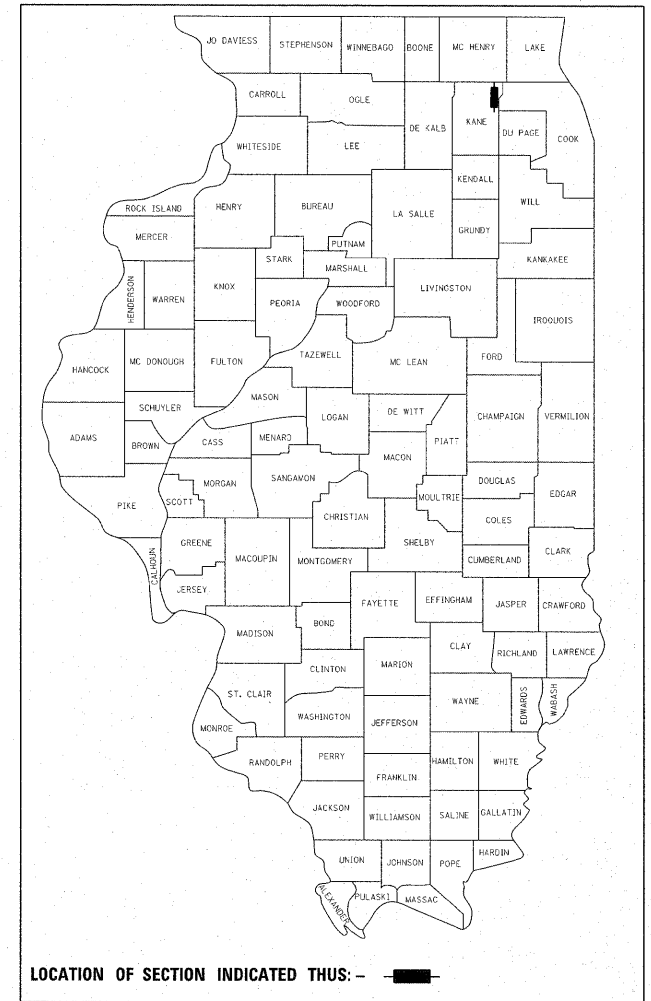 JO DAVIESS STEPHENSON WINNEBAGO BOONE MC HENRY LAKE
CARROLL OGLE DE KALB KANE DU PAGE COOK
WHITESIDE LEE
KENDALL WILL
ROCK ISLAND HENRY BUREAU LA SALLE GRUNDY
MERCER PUTNAM KANKAKEE
STARK MARSHALL
HENDERSON WARREN KNOX PEORIA WOODFORD LIVINGSTON IROQUOIS
HANCOCK MC DONOUGH FULTON TAZEWELL MC LEAN FORD
MASON
SCHUYLER LOGAN DE WITT CHAMPAIGN VERMILION
ADAMS BROWN CASS MENARD MACON PIATT
PIKE SCOTT MORGAN SANGAMON MOULTRIE DOUGLAS EDGAR
CHRISTIAN COLES
GREENE MACOUPIN MONTGOMERY SHELBY CUMBERLAND CLARK
CALHOUN JERSEY
FAYETTE EFFINGHAM JASPER CRAWFORD
MADISON BOND
CLAY RICHLAND LAWRENCE
CLINTON MARION
ST. CLAIR WAYNE EDWARDS WABASH
MONROE WASHINGTON JEFFERSON
RANDOLPH PERRY HAMILTON WHITE
FRANKLIN
JACKSON WILLIAMSON SALINE GALLATIN
UNION JOHNSON POPE HARDIN
ALEXANDER PULASKI MASSAC
LOCATION OF SECTION INDICATED THUS: –